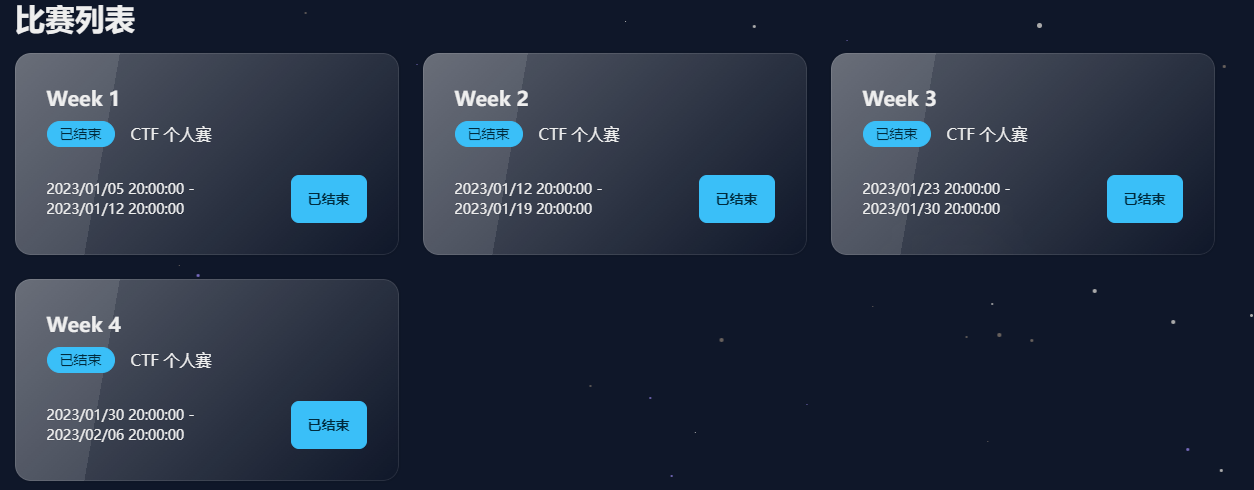 比赛列表
Week 1
已结束 CTF 个人赛
2023/01/05 20:00:00 -
2023/01/12 20:00:00
已结束
Week 2
已结束 CTF 个人赛
2023/01/12 20:00:00 -
2023/01/19 20:00:00
已结束
Week 3
已结束 CTF 个人赛
2023/01/23 20:00:00 -
2023/01/30 20:00:00
已结束
Week 4
已结束 CTF 个人赛
2023/01/30 20:00:00 -
2023/02/06 20:00:00
已结束